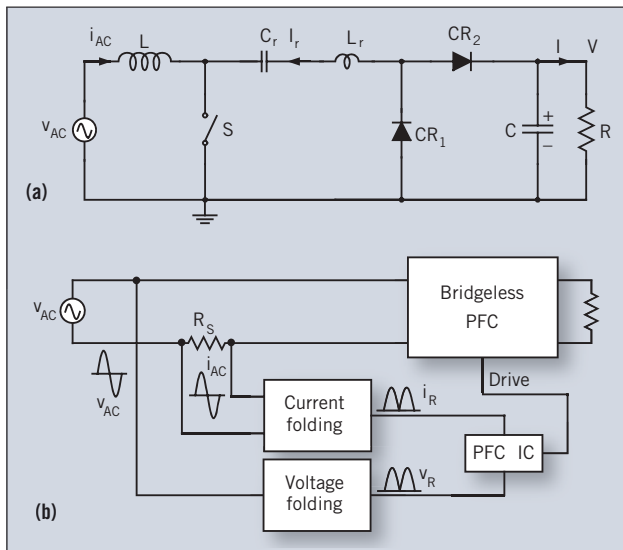 i_AC L C_r I_r L_r CR_2 I V
v_AC S CR_1 C + − R
(a)
v_AC R_S Bridgeless
PFC
i_AC
v_AC
Drive
Current
folding
i_R
PFC IC
Voltage
folding
v_R
(b)